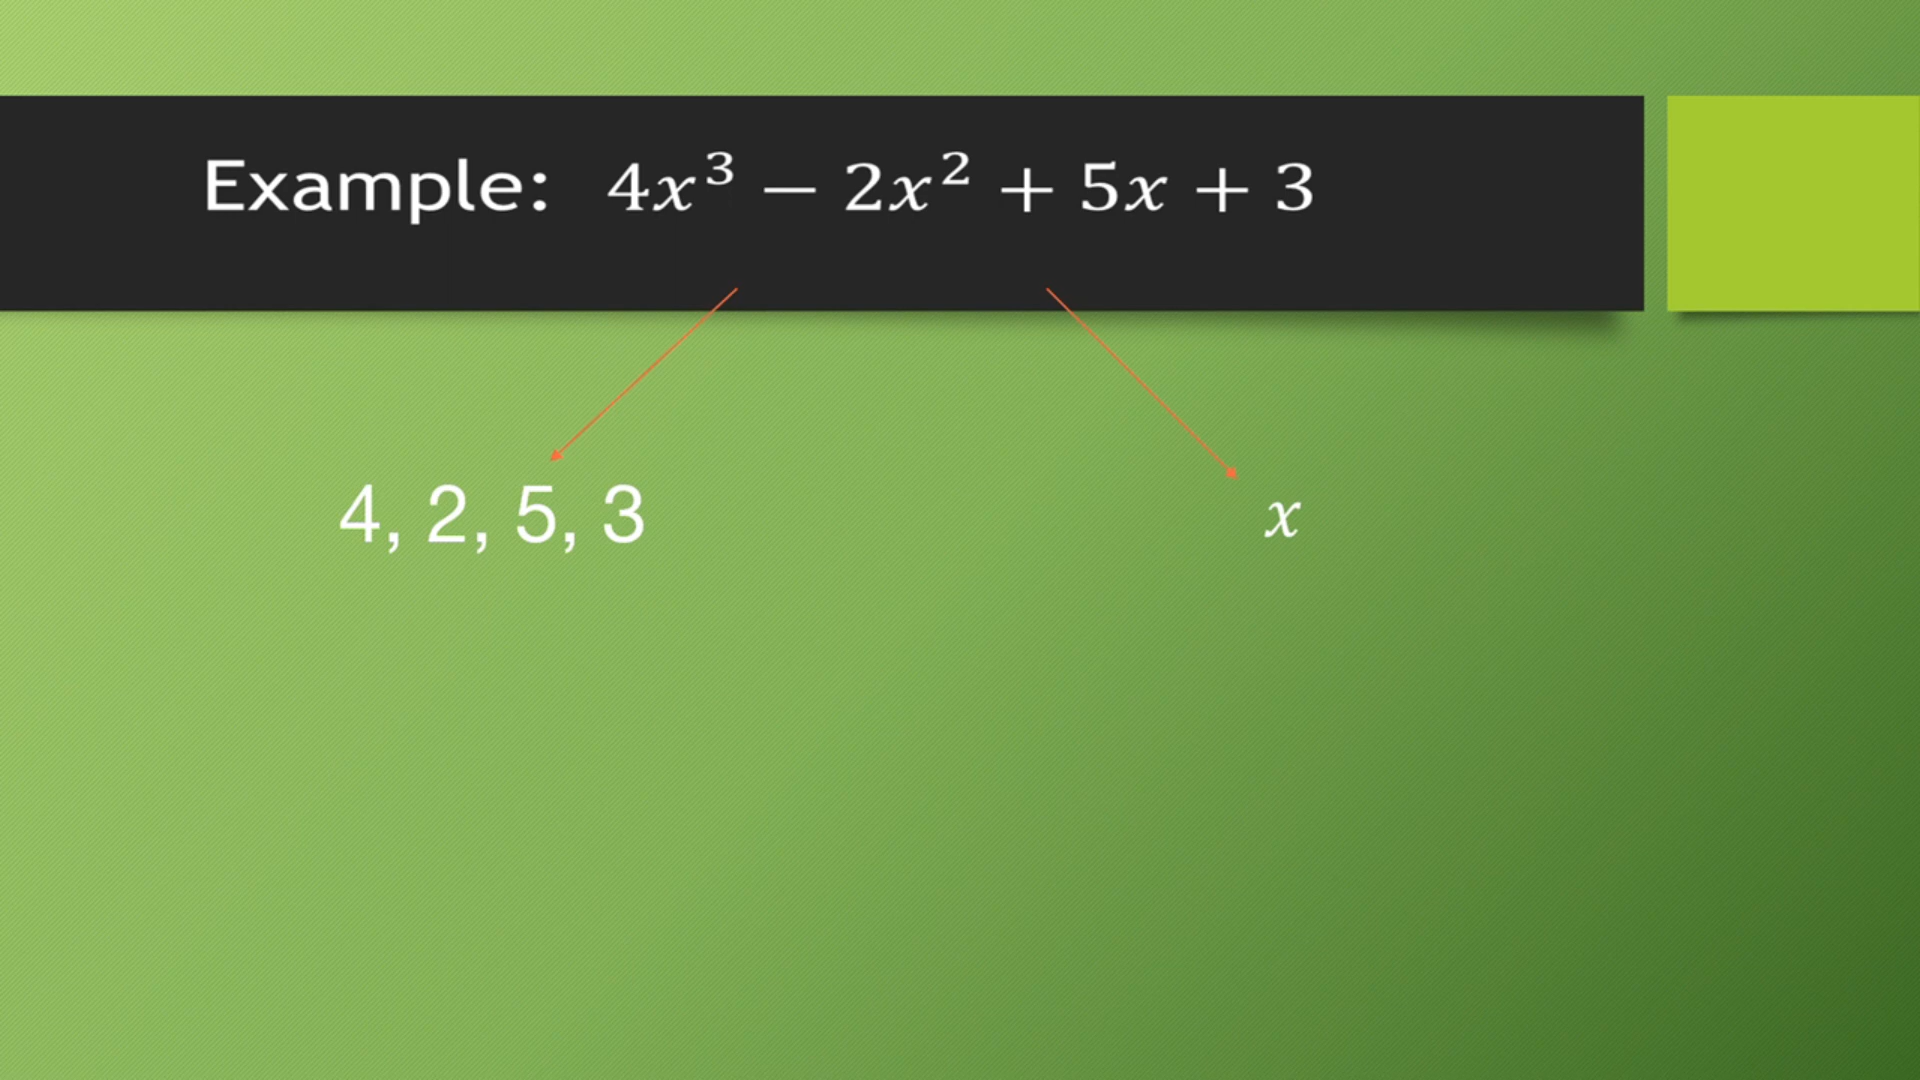 Example: 4x³ − 2x² + 5x + 3
4, 2, 5, 3
x